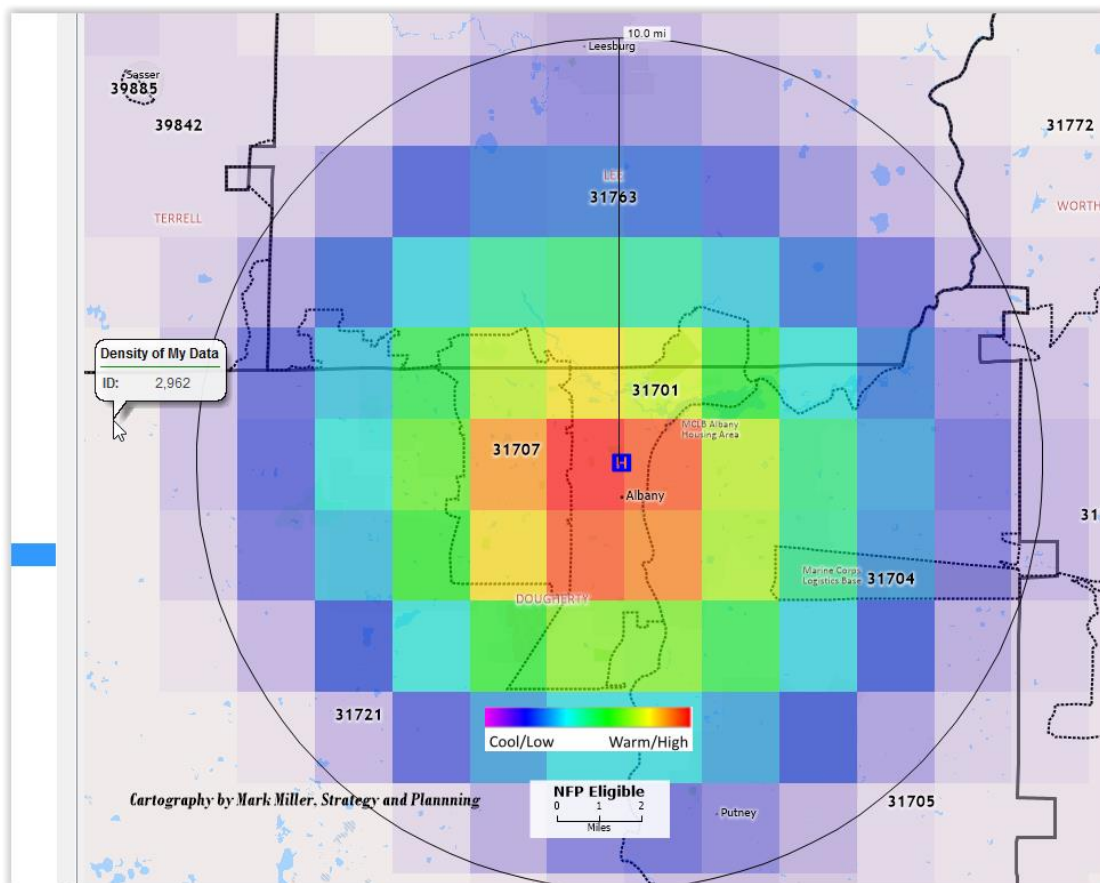 10.0 mi
Leesburg
Sasser
39885
39842
31772
LEE
31763
TERRELL
WORTH
Density of My Data
ID: 2,962
31701
MCLB Albany
Housing Area
31707
H
Albany
31
Marine Corps
Logistics Base
31704
DOUGHERTY
31721
Cool/Low Warm/High
Cartography by Mark Miller, Strategy and Plannning
NFP Eligible
0 1 2
Miles
Putney
31705